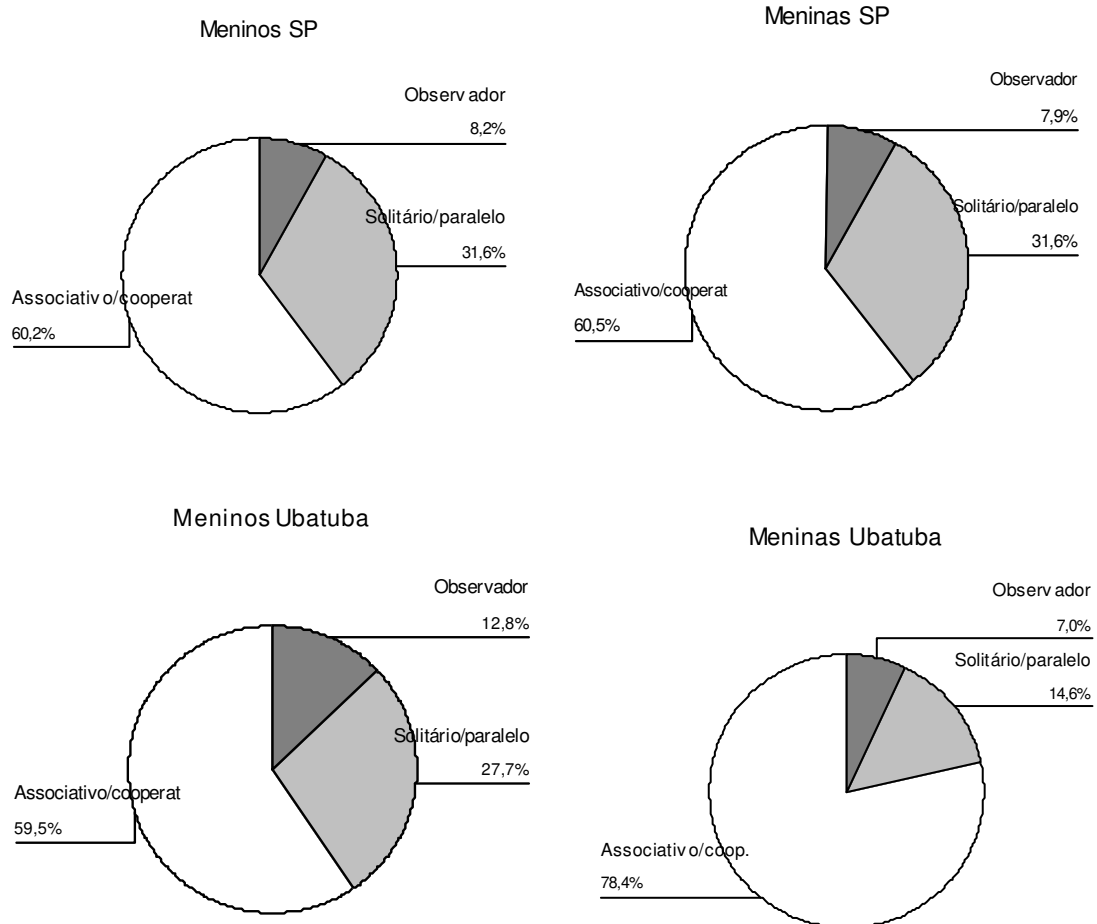 Meninos SP
Observador
8,2%
Solitário/paralelo
31,6%
Associativo/cooperat
60,2%
Meninas SP
Observador
7,9%
Solitário/paralelo
31,6%
Associativo/cooperat
60,5%
Meninos Ubatuba
Observador
12,8%
Solitário/paralelo
27,7%
Associativo/cooperat
59,5%
Meninas Ubatuba
Observador
7,0%
Solitário/paralelo
14,6%
Associativo/coop.
78,4%